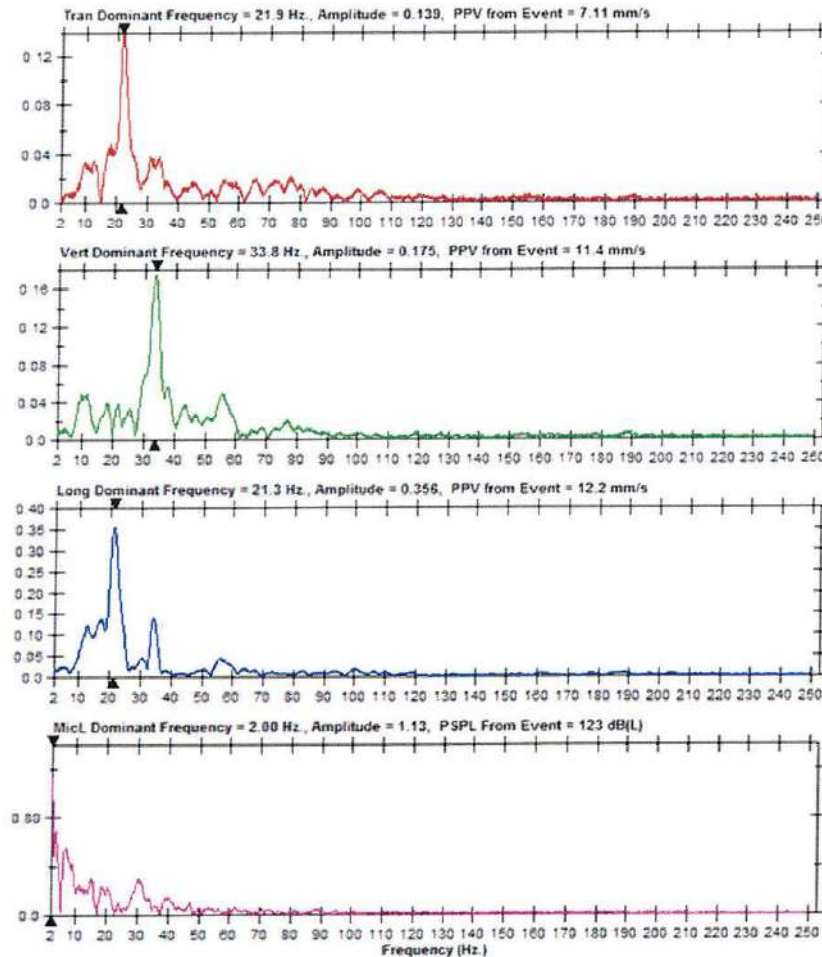 Tran Dominant Frequency = 21.9 Hz., Amplitude = 0.139, PPV from Event = 7.11 mm/s
0.12
0.08
0.04
0.0
2 10 20 30 40 50 60 70 80 90 100 110 120 130 140 150 160 170 180 190 200 210 220 230 240 250
Vert Dominant Frequency = 33.8 Hz., Amplitude = 0.175, PPV from Event = 11.4 mm/s
0.16
0.12
0.08
0.04
0.0
2 10 20 30 40 50 60 70 80 90 100 110 120 130 140 150 160 170 180 190 200 210 220 230 240 250
Long Dominant Frequency = 21.3 Hz., Amplitude = 0.356, PPV from Event = 12.2 mm/s
0.40
0.35
0.30
0.25
0.20
0.15
0.10
0.05
0.0
2 10 20 30 40 50 60 70 80 90 100 110 120 130 140 150 160 170 180 190 200 210 220 230 240 250
MicL Dominant Frequency = 2.00 Hz., Amplitude = 1.13, PSPL From Event = 123 dB(L)
0.0
2 10 20 30 40 50 60 70 80 90 100 110 120 130 140 150 160 170 180 190 200 210 220 230 240 250
Frequency (Hz.)